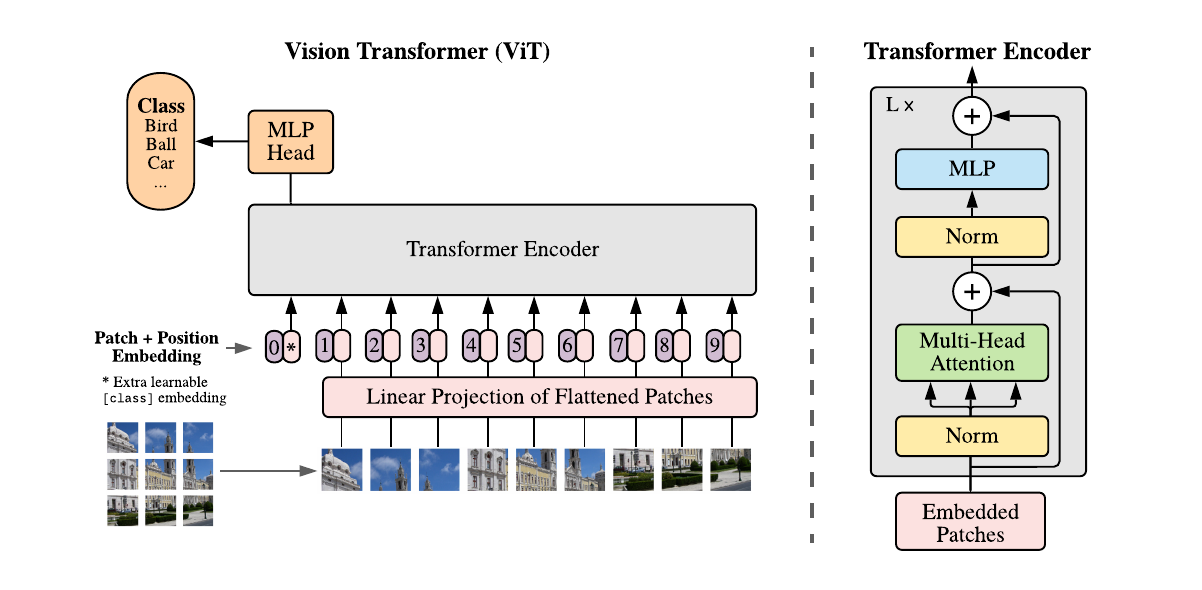 Vision Transformer (ViT)
Class
Bird
Ball
Car
...
MLP
Head
Transformer Encoder
Patch + Position
Embedding
0 * 1 2 3 4 5 6 7 8 9
* Extra learnable
[class] embedding
Linear Projection of Flattened Patches
Transformer Encoder
L ×
+
MLP
Norm
+
Multi-Head
Attention
Norm
Embedded
Patches